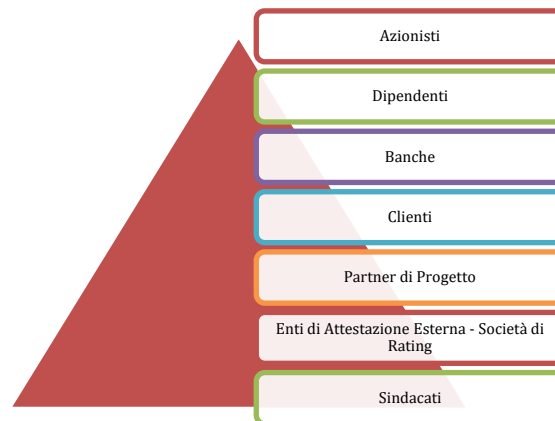 Azionisti
Dipendenti
Banche
Clienti
Partner di Progetto
Enti di Attestazione Esterna - Società di
Rating
Sindacati